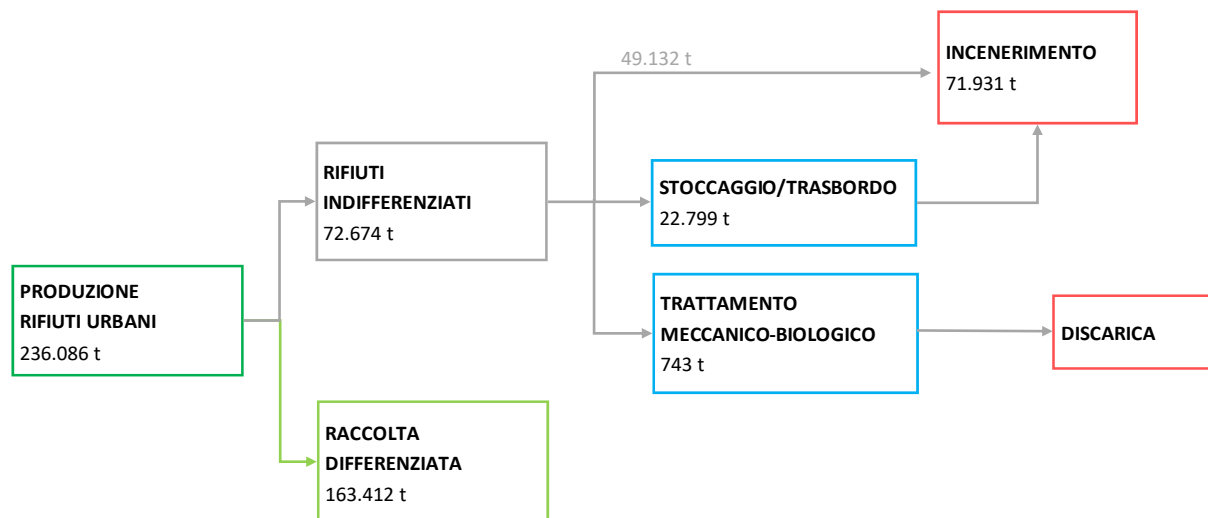 PRODUZIONE
RIFIUTI URBANI
236.086 t
RIFIUTI
INDIFFERENZIATI
72.674 t
RACCOLTA
DIFFERENZIATA
163.412 t
49.132 t
INCENERIMENTO
71.931 t
STOCCAGGIO/TRASBORDO
22.799 t
TRATTAMENTO
MECCANICO-BIOLOGICO
743 t
DISCARICA